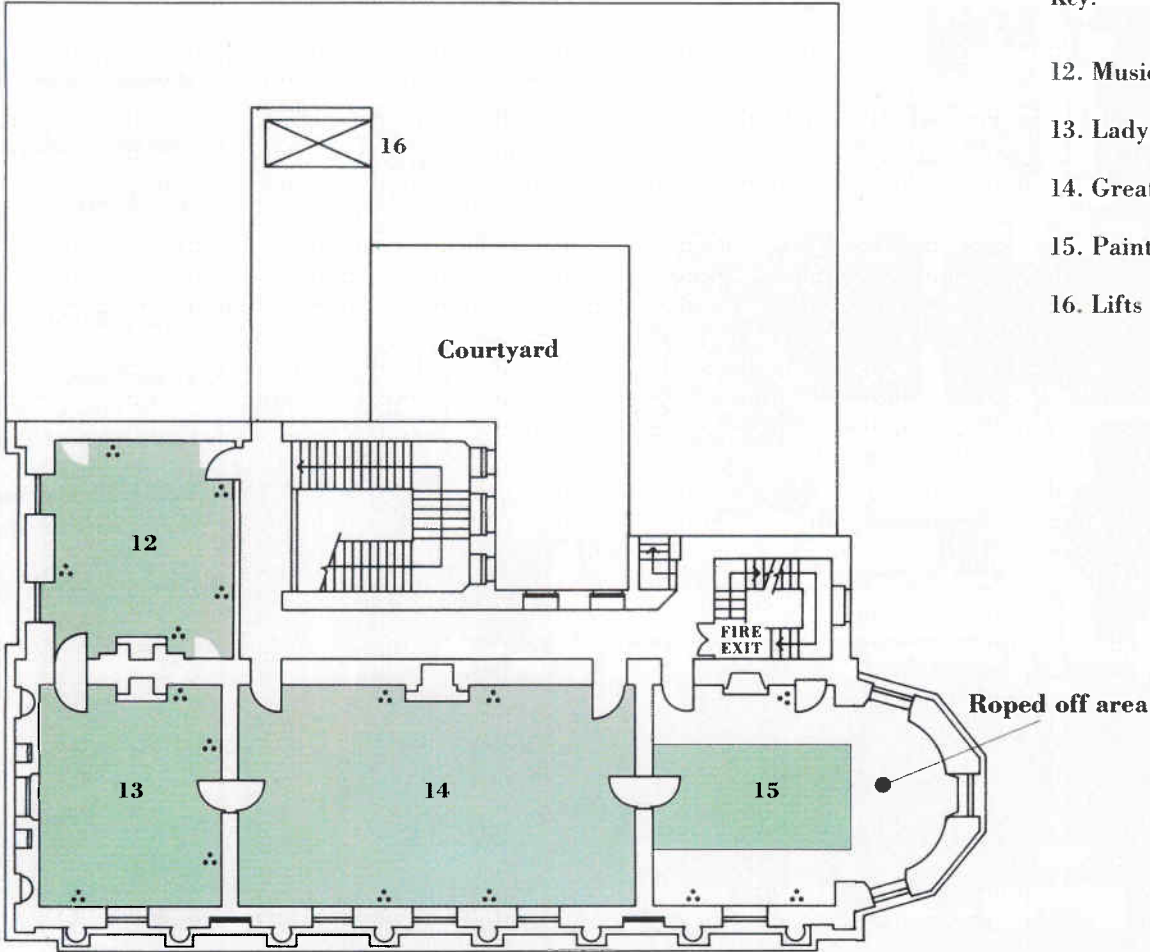 Key:
12. Music
13. Lady
14. Great
15. Paint
16. Lifts
16
Courtyard
12
FIRE
EXIT
Roped off area
13
14
15